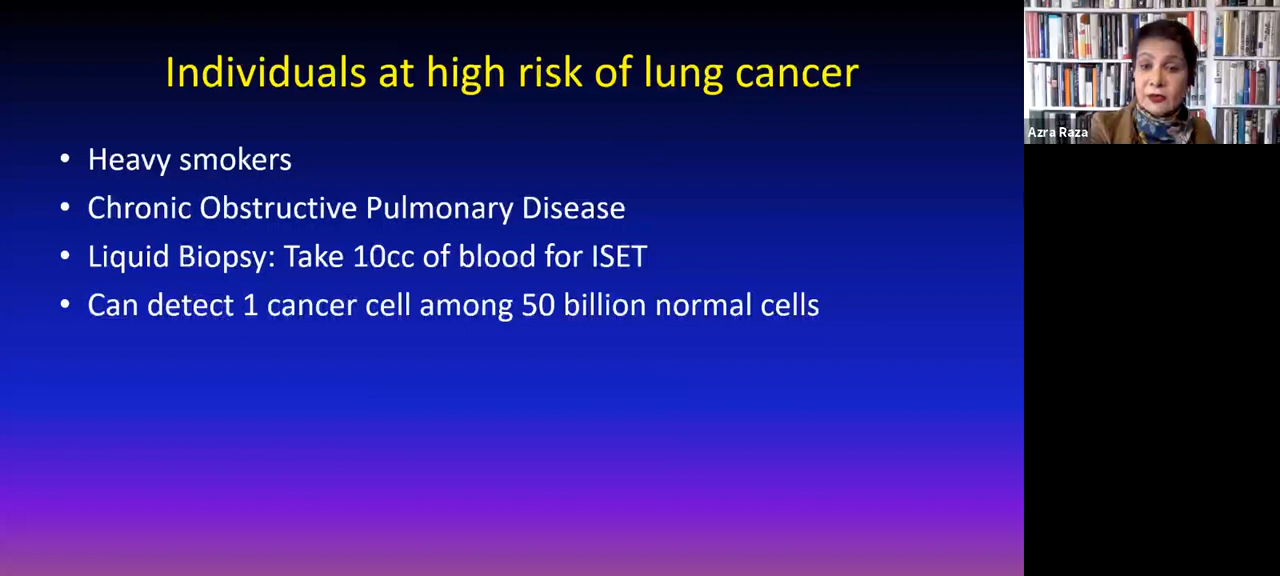 Individuals at high risk of lung cancer
• Heavy smokers
• Chronic Obstructive Pulmonary Disease
• Liquid Biopsy: Take 10cc of blood for ISET
• Can detect 1 cancer cell among 50 billion normal cells
Azra Raza